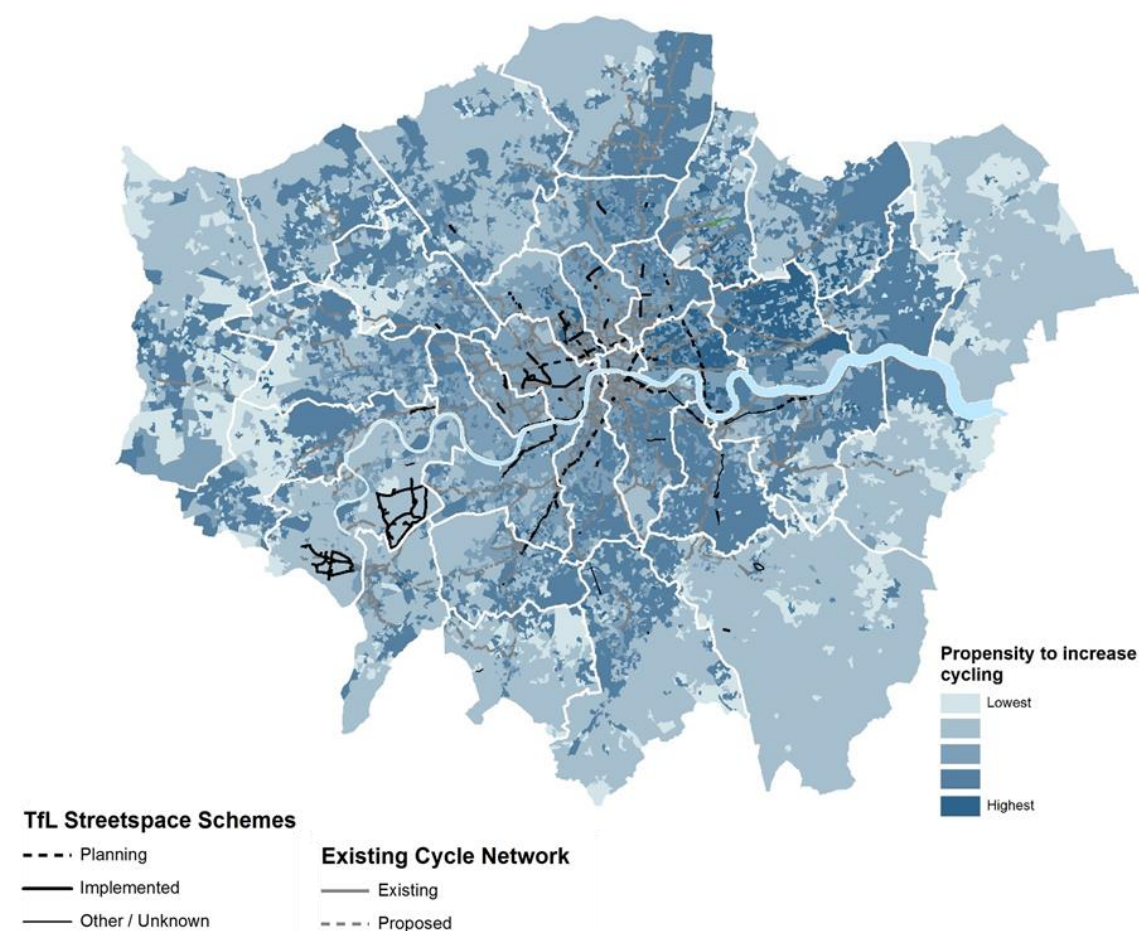 Propensity to increase
cycling
Lowest
Highest
TfL Streetspace Schemes
Planning
Implemented
Other / Unknown
Existing Cycle Network
Existing
Proposed